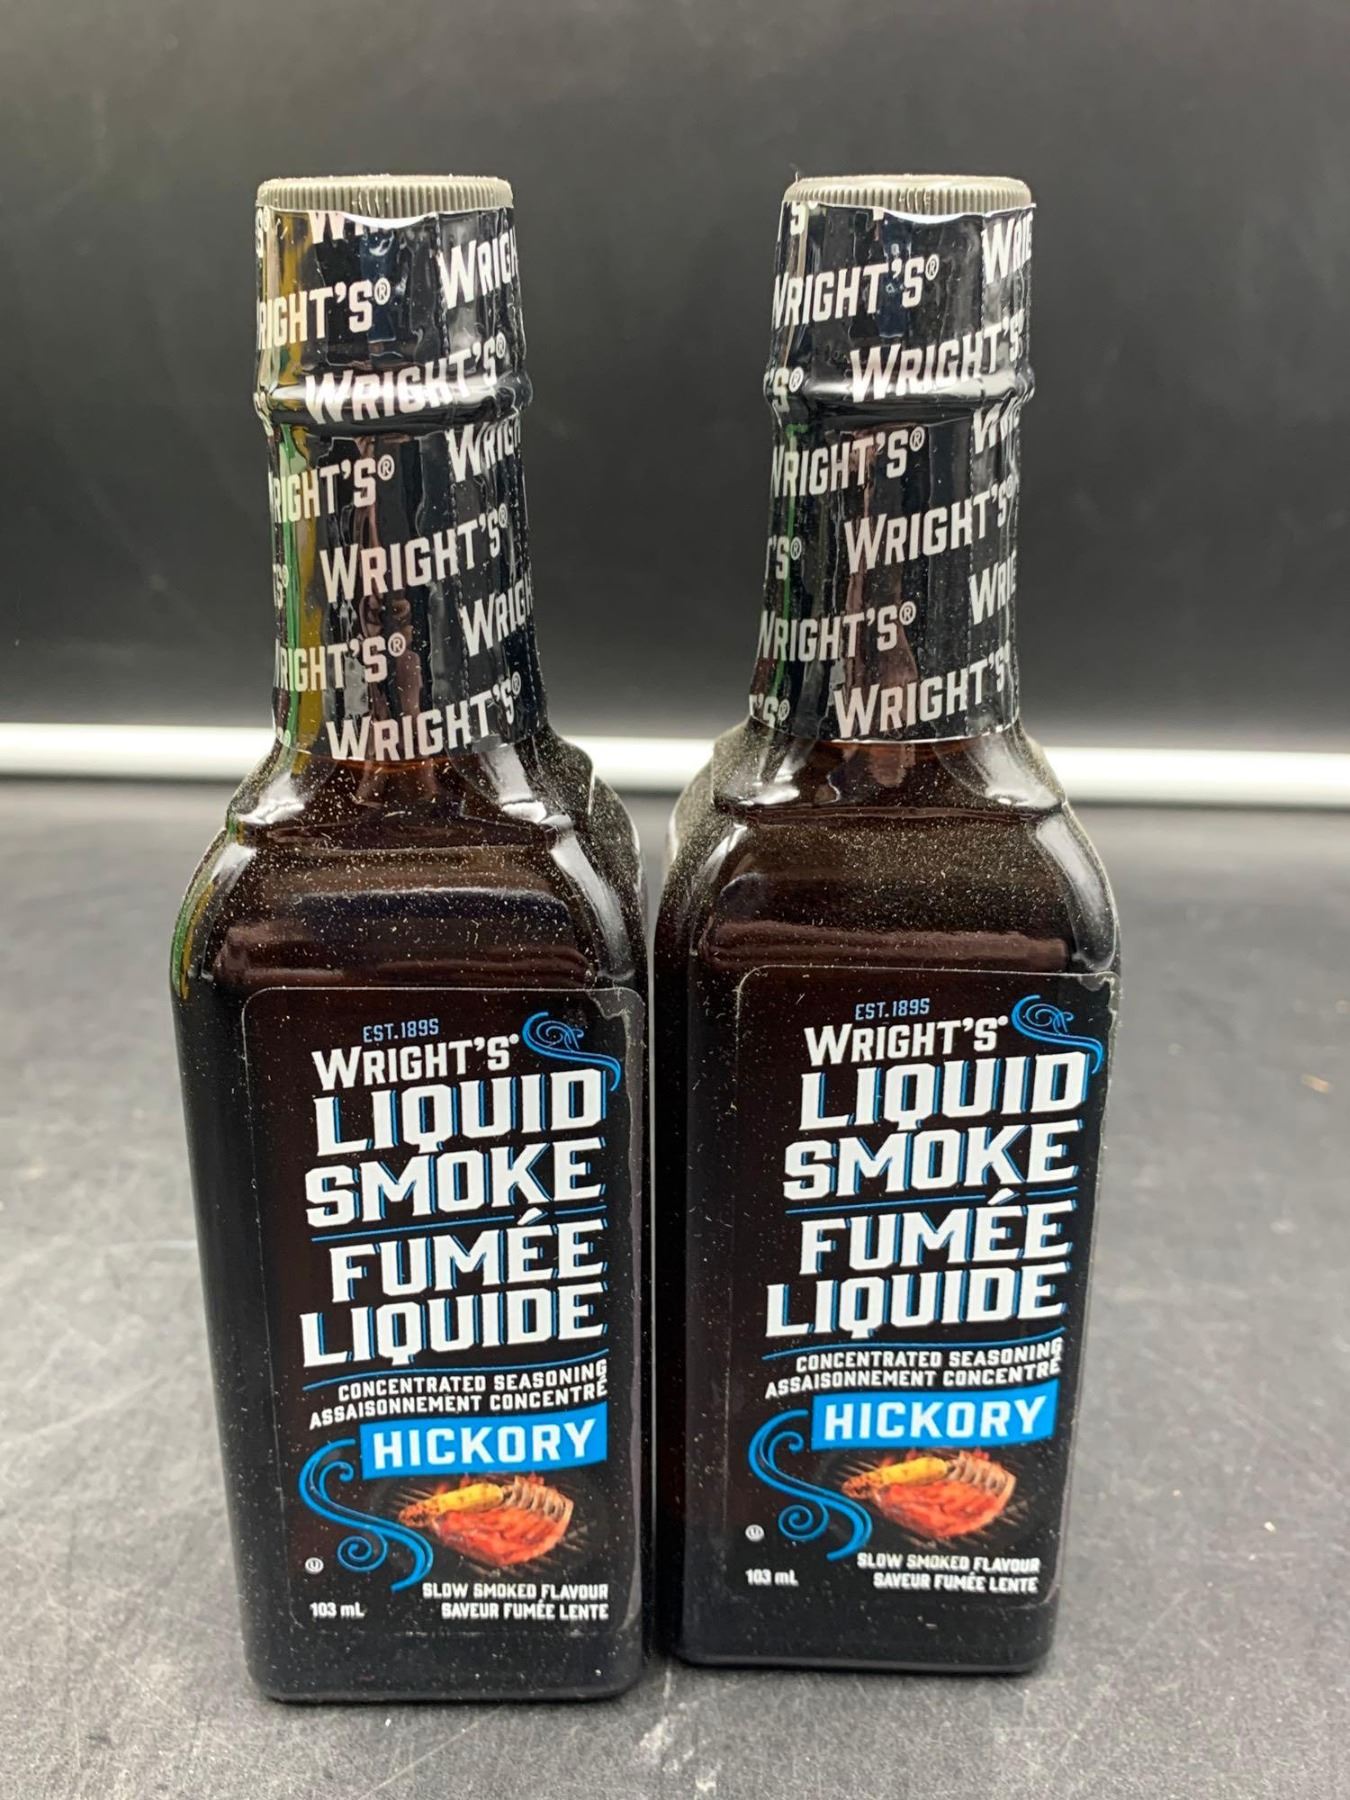 WRIGHT'S®
WRIGHT'S®
WRIGHT'S®
WRIGHT'S®
EST. 1895
WRIGHT'S®
LIQUID
SMOKE
FUMÉE
LIQUIDE
CONCENTRATED SEASONING
ASSAISONNEMENT CONCENTRÉ
HICKORY
U
SLOW SMOKED FLAVOUR
SAVEUR FUMÉE LENTE
103 mL
WRIGHT'S®
WRIGHT'S®
WRIGHT'S®
WRIGHT'S®
WRIGHT'S®
WRIGHT'S®
EST. 1895
WRIGHT'S®
LIQUID
SMOKE
FUMÉE
LIQUIDE
CONCENTRATED SEASONING
ASSAISONNEMENT CONCENTRÉ
HICKORY
U
SLOW SMOKED FLAVOUR
SAVEUR FUMÉE LENTE
103 mL